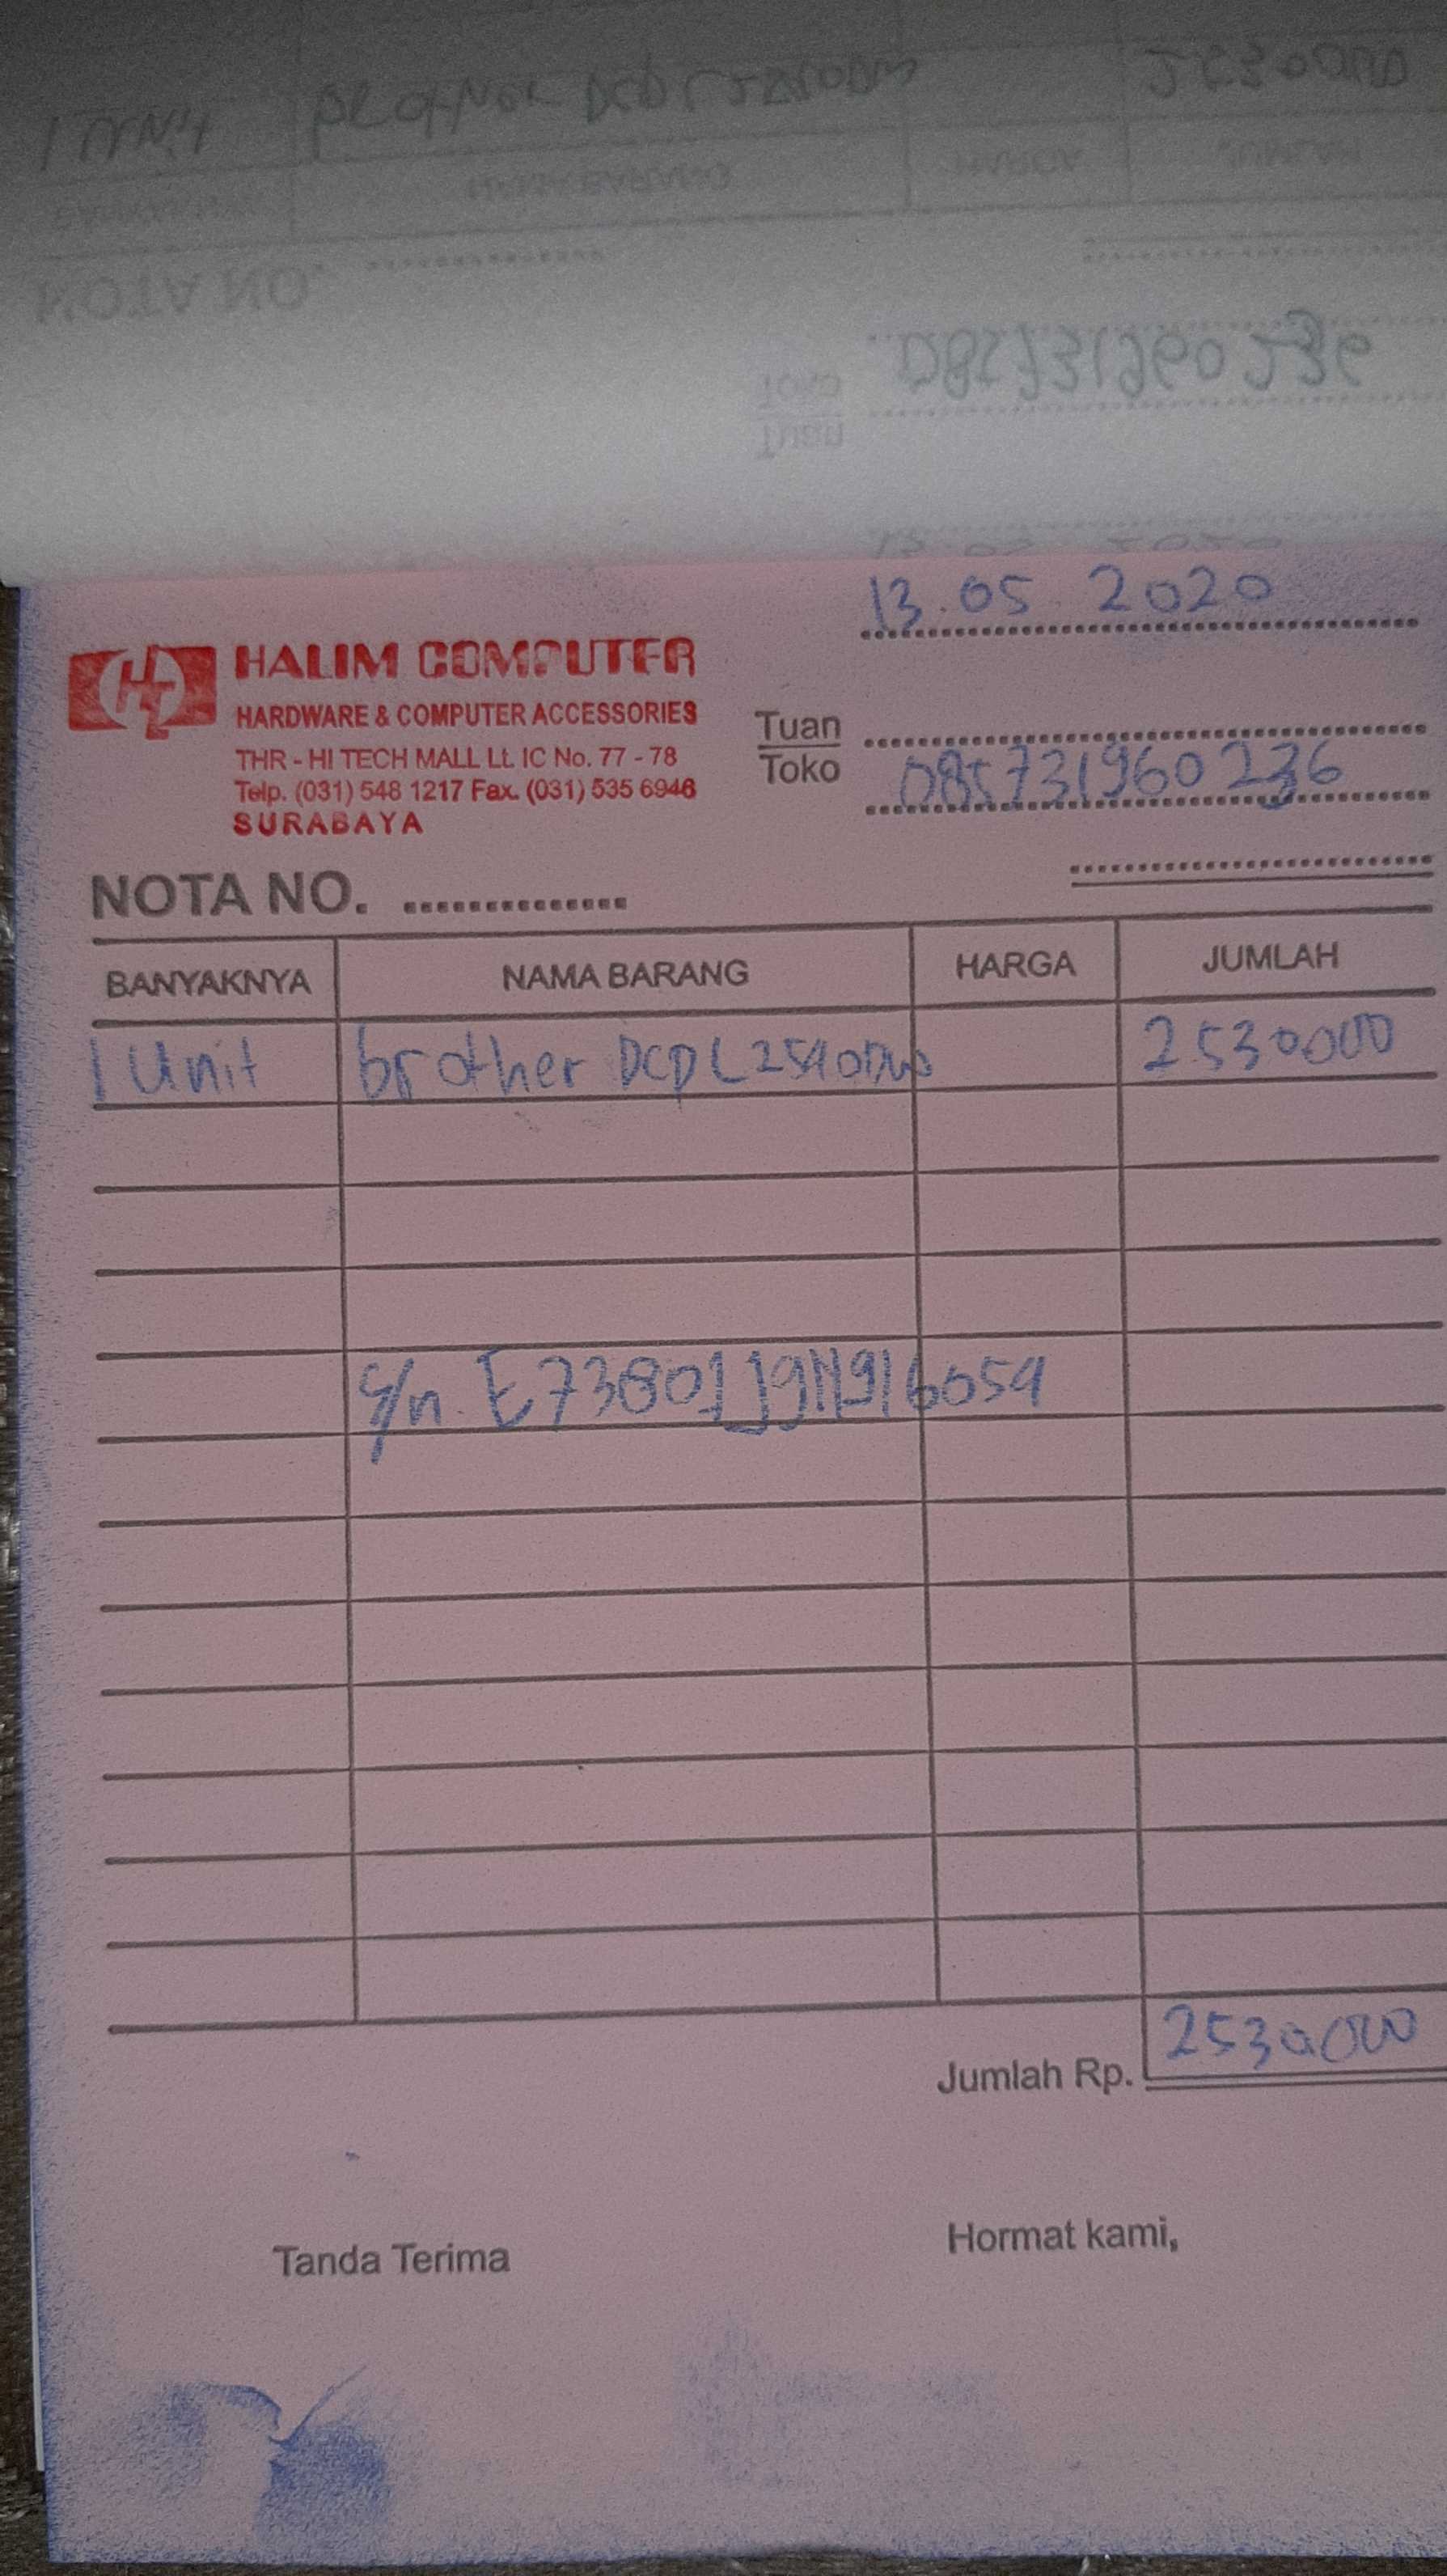 13.05 2020
HALIM COMPUTER
HARDWARE & COMPUTER ACCESSORIES
THR - HI TECH MALL Lt. IC No. 77 - 78
Telp. (031) 548 1217 Fax. (031) 535 6946
SURABAYA
Tuan
Toko 085731960236
NOTA NO.
BANYAKNYA NAMA BARANG HARGA JUMLAH
1 Unit brother DCD L2540DW 2530000
S/n. E73801J9N916054
2530000
Jumlah Rp.
Tanda Terima Hormat kami,